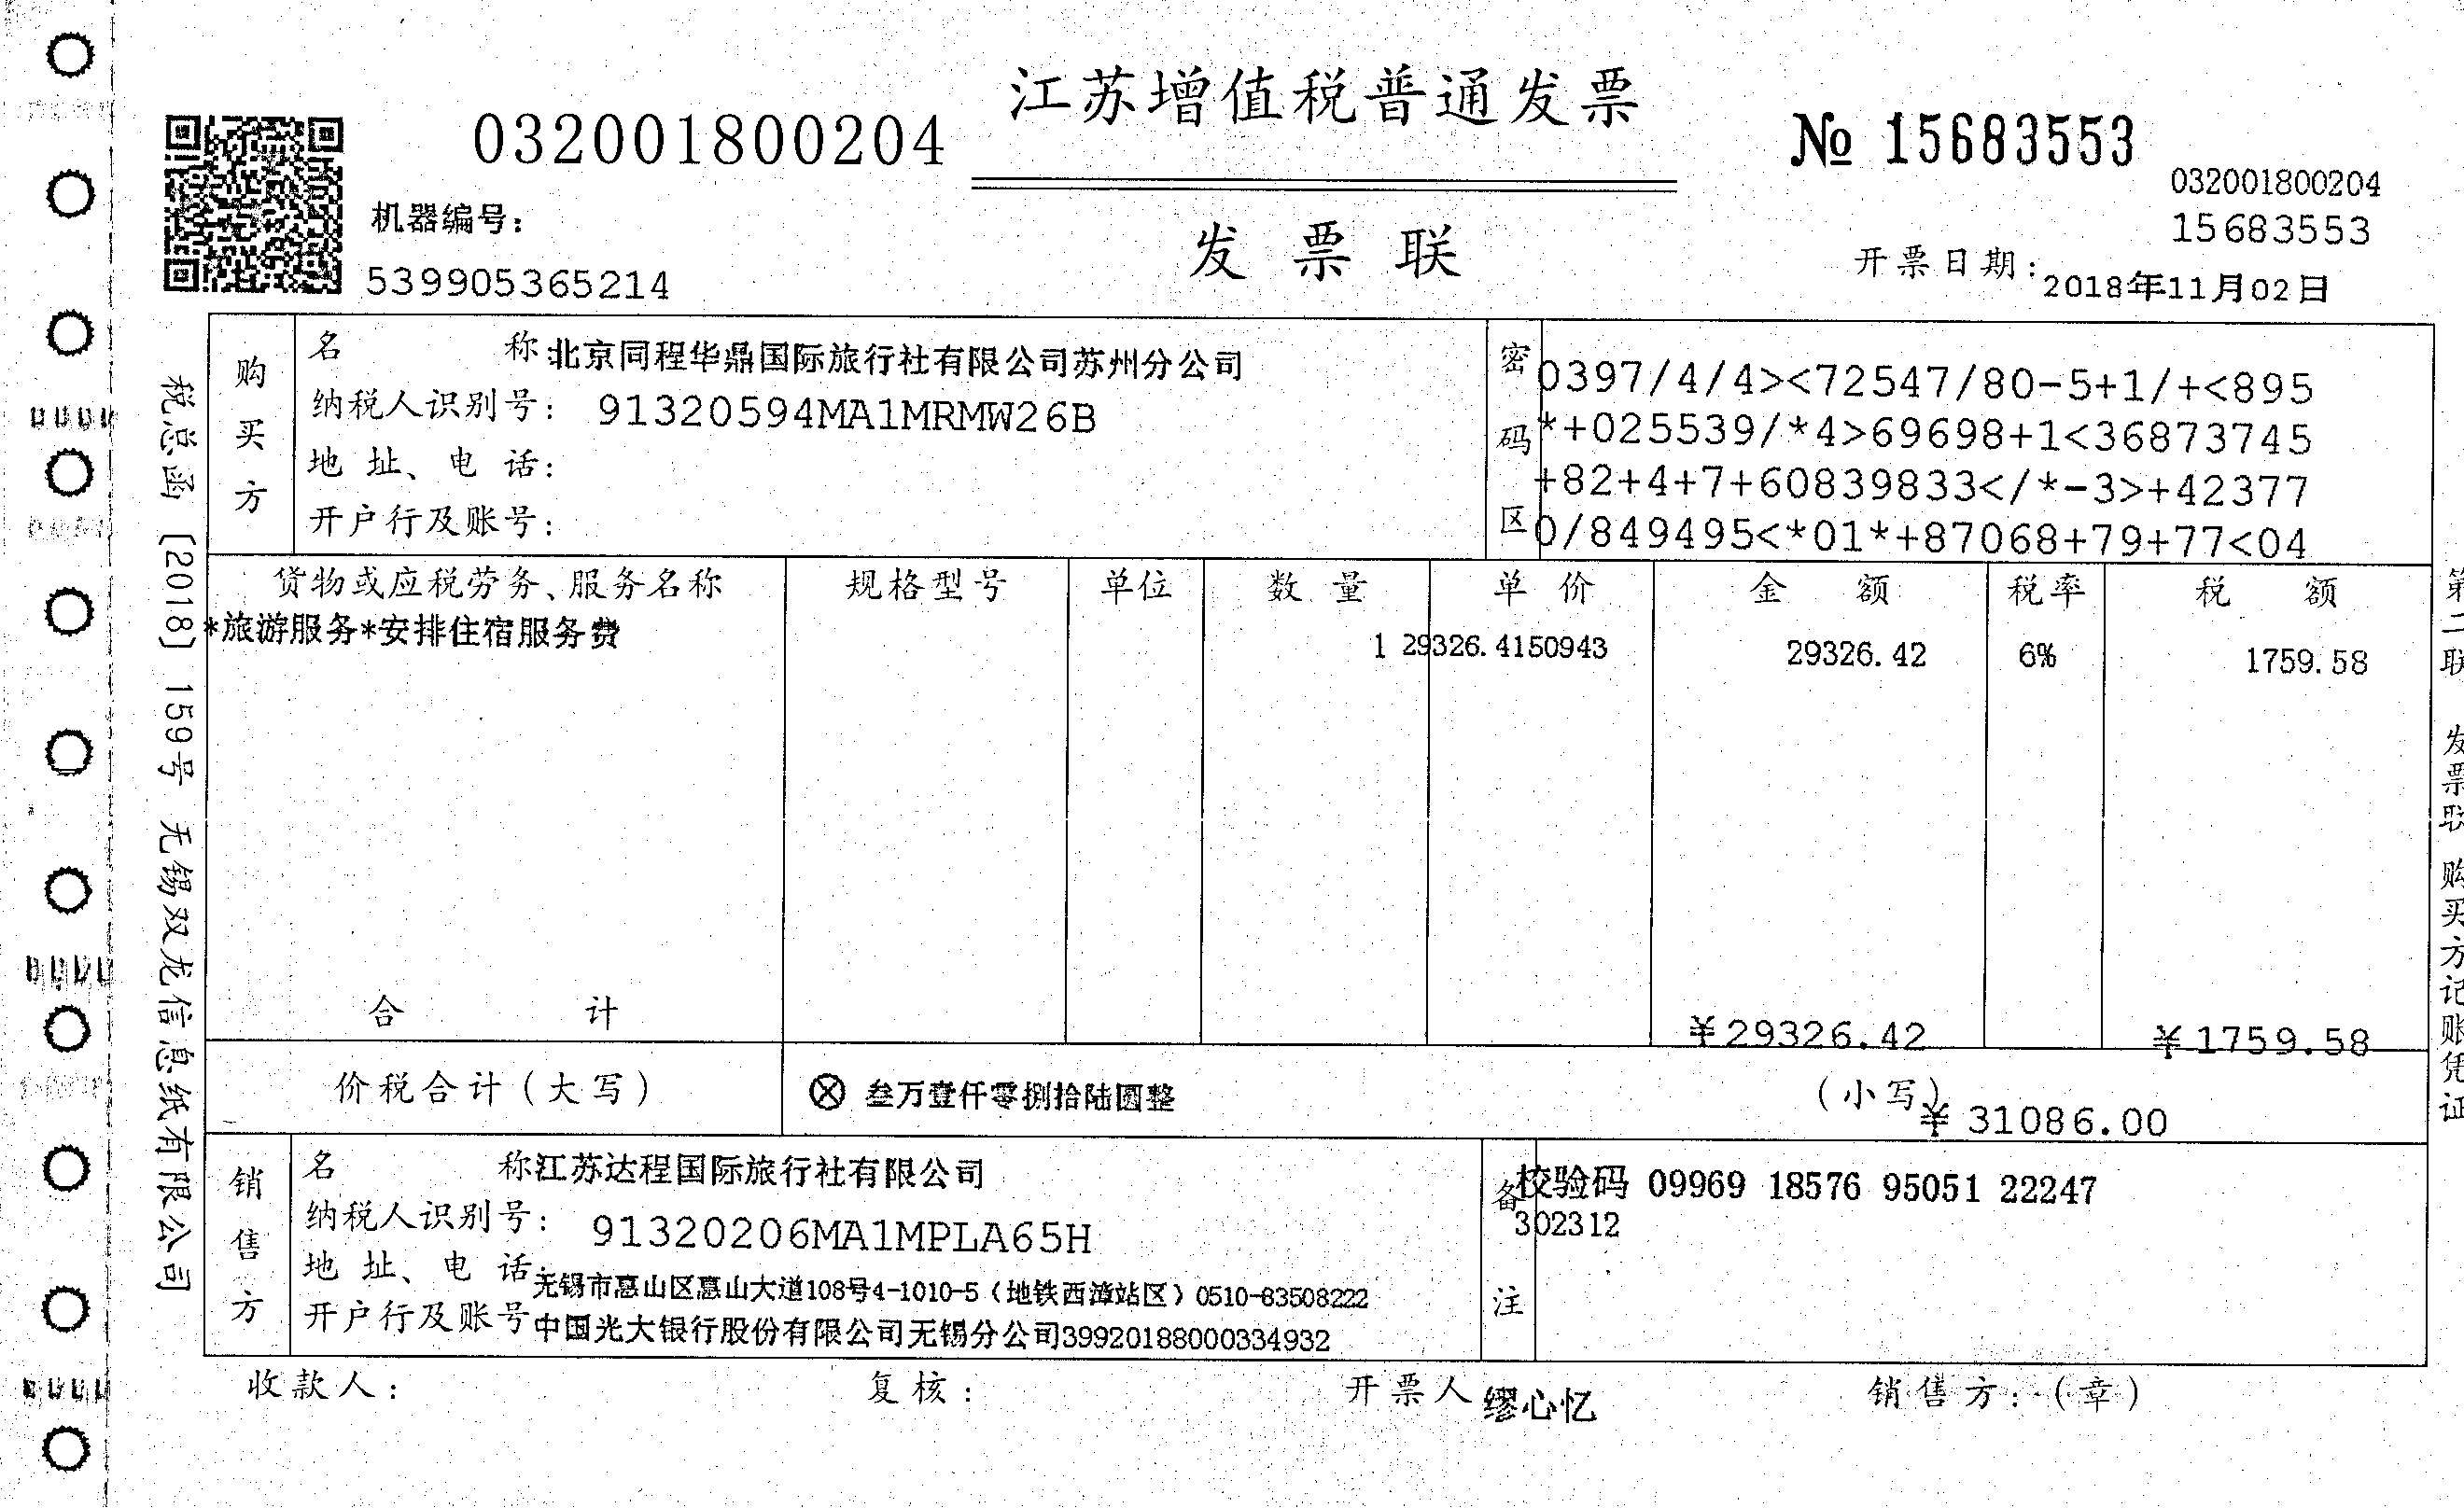 江苏增值税普通发票
032001800204
№ 15683553
032001800204
15683553
机器编号：
539905365214
发票联
开票日期：2018年11月02日
税总函〔2018〕159号 无锡双龙信息纸有限公司
购买方
名称 北京同程华鼎国际旅行社有限公司苏州分公司
纳税人识别号： 91320594MA1MRMW26B
地址、电话：
开户行及账号：
密码区
0397/4/4><72547/80-5+1/+<895
*+025539/*4>69698+1<36873745
+82+4+7+60839833</*-3>+42377
0/849495<*01*+87068+79+77<04
货物或应税劳务、服务名称 规格型号 单位 数量 单价 金额 税率 税额
*旅游服务*安排住宿服务费 1 29326.4150943 29326.42 6% 1759.58
合计 ¥29326.42 ¥1759.58
价税合计（大写） ⊗ 叁万壹仟零捌拾陆圆整 （小写）¥ 31086.00
销售方
名称 江苏达程国际旅行社有限公司
纳税人识别号： 91320206MA1MPLA65H
地址、电话：无锡市惠山区惠山大道108号4-1010-5（地铁西漳站区）0510-83508222
开户行及账号 中国光大银行股份有限公司无锡分公司39920188000334932
备注
校验码 09969 18576 95051 22247
302312
收款人： 复核： 开票人 缪心忆 销售方：（章）
第二联 发票联 购买方记账凭证